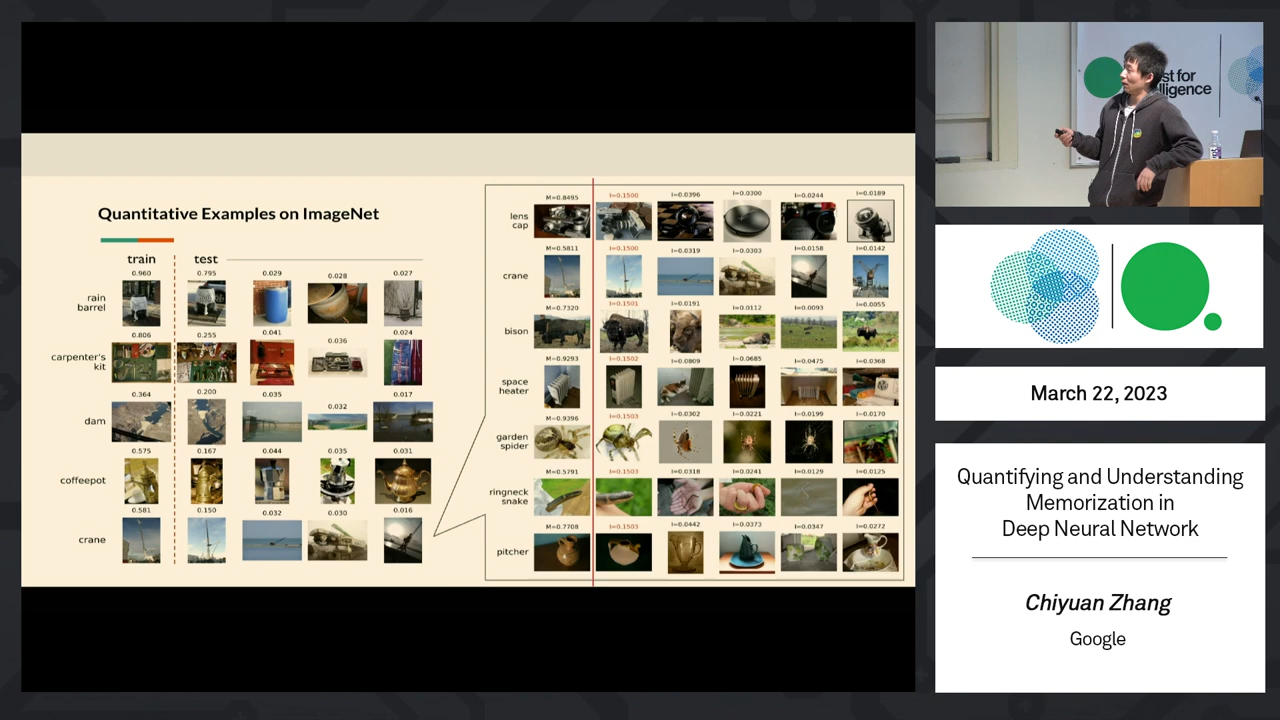 Quantitative Examples on ImageNet
train test
0.960 0.795 0.029 0.028 0.027
rain
barrel
0.806 0.255 0.041 0.036 0.024
carpenter's
kit
0.364 0.200 0.035 0.032 0.017
dam
0.575 0.167 0.044 0.035 0.031
coffeepot
0.581 0.150 0.032 0.030 0.016
crane
M=0.8495 I=0.1500 I=0.0396 I=0.0300 I=0.0244 I=0.0189
lens
cap
M=0.5811 I=0.1500 I=0.0319 I=0.0303 I=0.0158 I=0.0142
crane
M=0.7320 I=0.1501 I=0.0191 I=0.0112 I=0.0093 I=0.0055
bison
M=0.9293 I=0.1502 I=0.0809 I=0.0685 I=0.0475 I=0.0368
space
heater
M=0.9396 I=0.1503 I=0.0302 I=0.0221 I=0.0199 I=0.0170
garden
spider
M=0.5791 I=0.1503 I=0.0318 I=0.0241 I=0.0129 I=0.0125
ringneck
snake
M=0.7708 I=0.1503 I=0.0442 I=0.0373 I=0.0347 I=0.0272
pitcher
st for
lligence
March 22, 2023
Quantifying and Understanding
Memorization in
Deep Neural Network
Chiyuan Zhang
Google